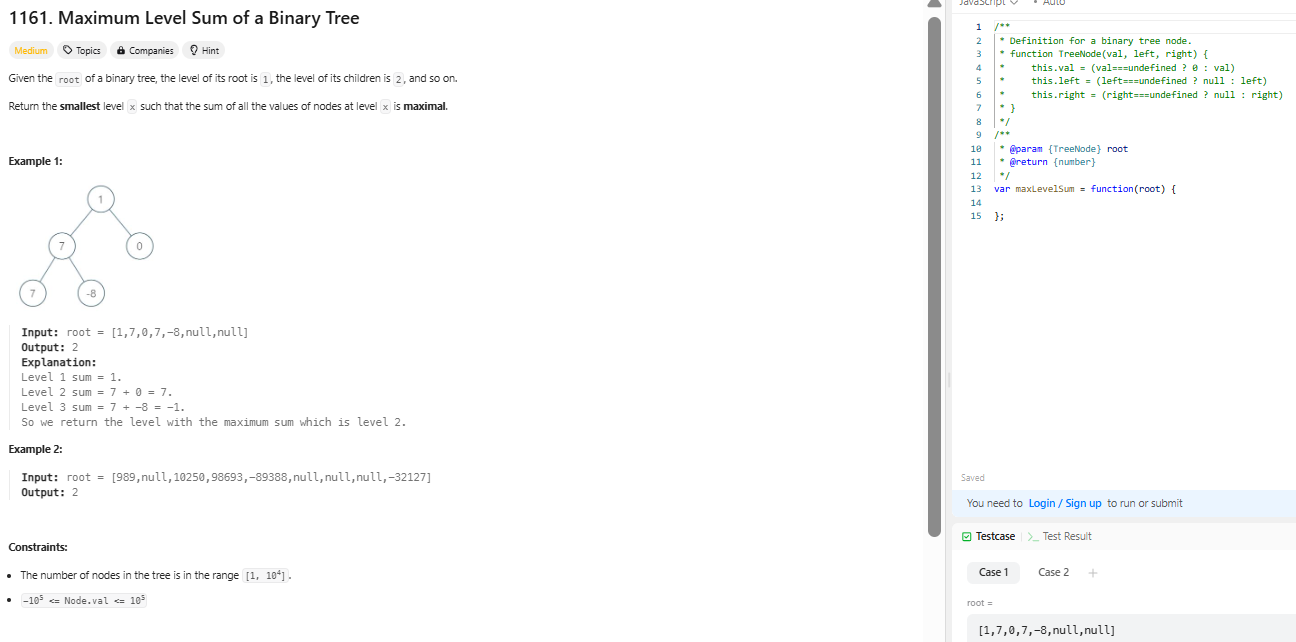 1161. Maximum Level Sum of a Binary Tree
Medium Topics Companies Hint
Given the root of a binary tree, the level of its root is 1, the level of its children is 2, and so on.
Return the smallest level x such that the sum of all the values of nodes at level x is maximal.
Example 1:
1
7 0
7 -8
Input: root = [1,7,0,7,-8,null,null]
Output: 2
Explanation:
Level 1 sum = 1.
Level 2 sum = 7 + 0 = 7.
Level 3 sum = 7 + -8 = -1.
So we return the level with the maximum sum which is level 2.
Example 2:
Input: root = [989,null,10250,98693,-89388,null,null,null,-32127]
Output: 2
Constraints:
• The number of nodes in the tree is in the range [1, 10⁴].
• -10⁵ <= Node.val <= 10⁵
JavaScript • Auto
1 /**
2 * Definition for a binary tree node.
3 * function TreeNode(val, left, right) {
4 *     this.val = (val===undefined ? 0 : val)
5 *     this.left = (left===undefined ? null : left)
6 *     this.right = (right===undefined ? null : right)
7 * }
8 */
9 /**
10 * @param {TreeNode} root
11 * @return {number}
12 */
13 var maxLevelSum = function(root) {
14
15 };
Saved
You need to Login / Sign up to run or submit
Testcase >_ Test Result
Case 1 Case 2 +
root =
[1,7,0,7,-8,null,null]